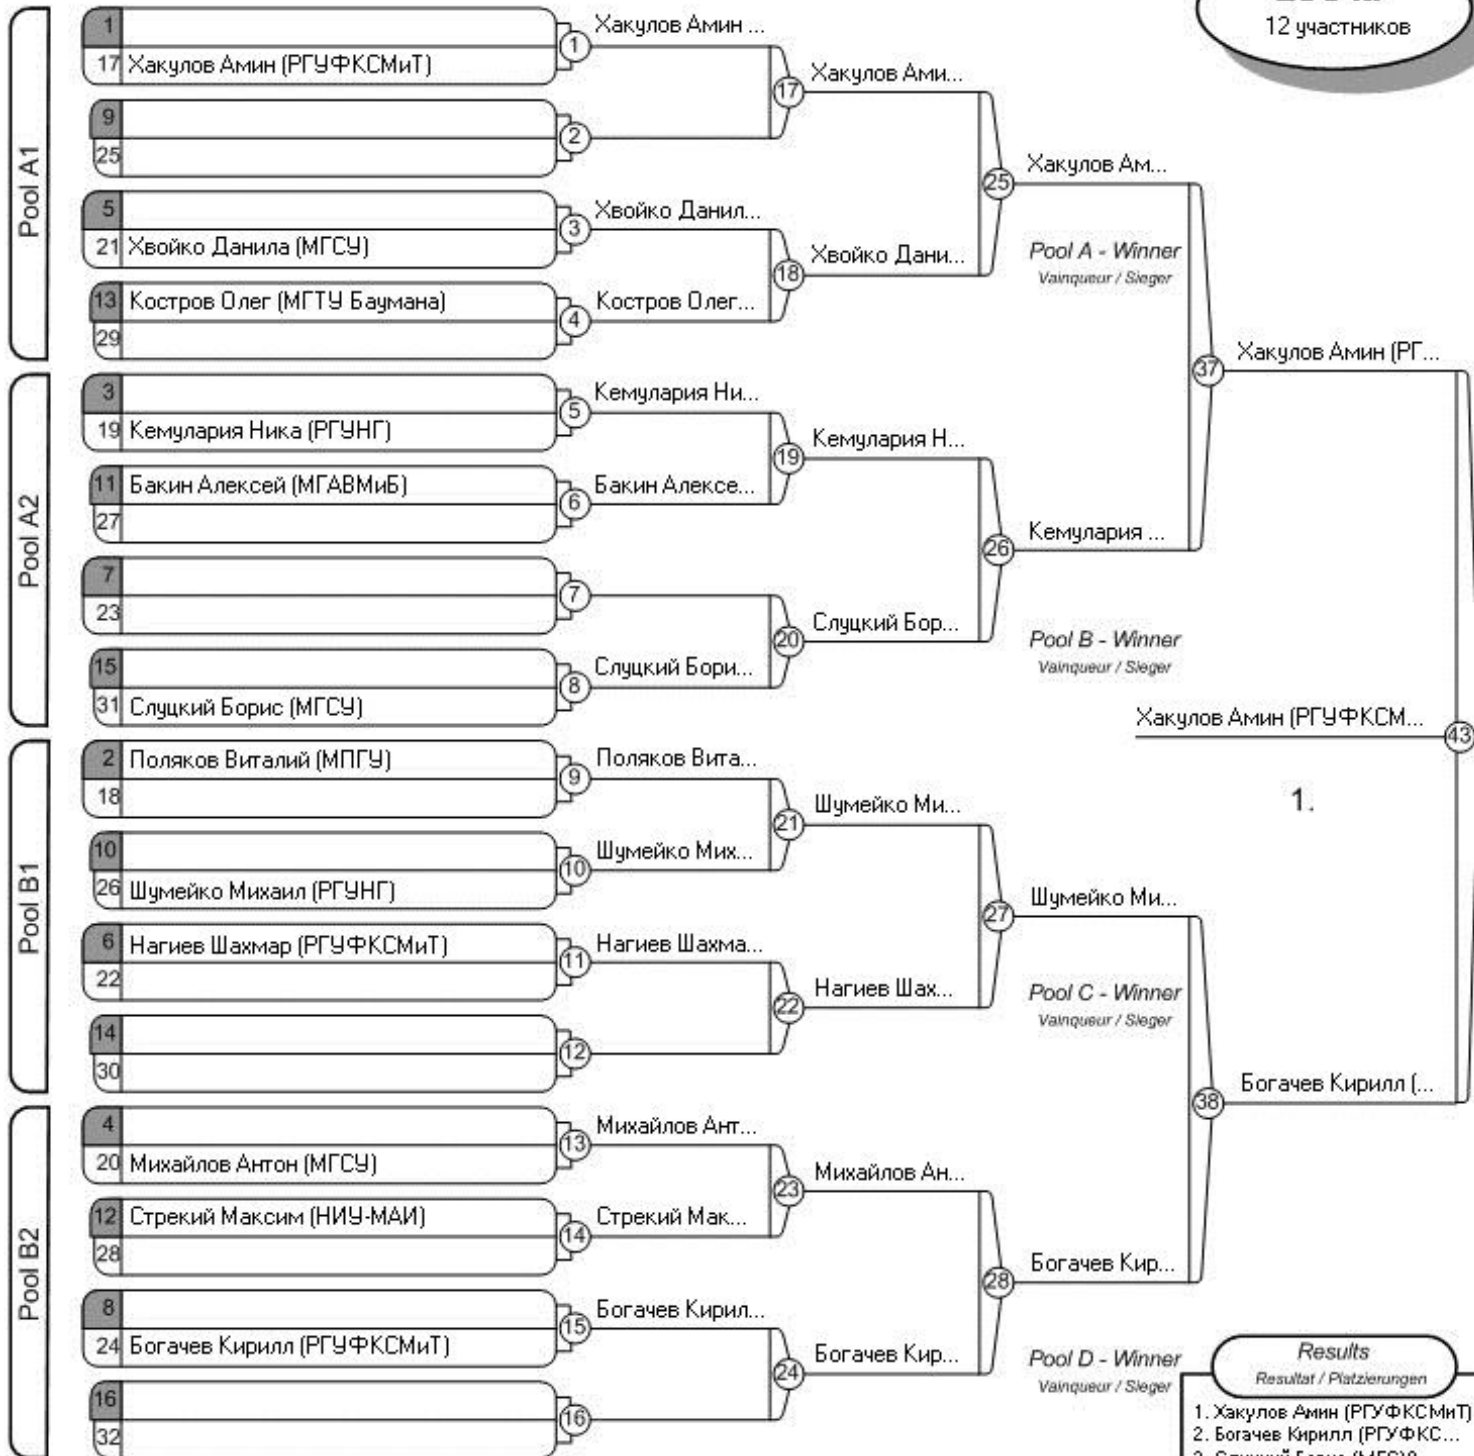 12 участников
Pool A1
1
17 Хакулов Амин (РГУФКСМиТ)
1
Хакулов Амин ...
9
25
2
17
Хакулов Ами...
5
21 Хвойко Данила (МГСУ)
3
Хвойко Данил...
13 Костров Олег (МГТУ Баумана)
29
4
Костров Олег...
18
Хвойко Дани...
25
Хакулов Ам...
Pool A - Winner
Vainqueur / Sieger
Pool A2
3
19 Кемулария Ника (РГУНГ)
5
Кемулария Ни...
11 Бакин Алексей (МГАВМиБ)
27
6
Бакин Алексе...
19
Кемулария Н...
7
23
7
15
31 Слуцкий Борис (МГСУ)
8
Слуцкий Бори...
20
Слуцкий Бор...
26
Кемулария ...
Pool B - Winner
Vainqueur / Sieger
37
Хакулов Амин (РГ...
Хакулов Амин (РГУФКСМ...
43
1.
Pool B1
2 Поляков Виталий (МПГУ)
18
9
Поляков Вита...
10
26 Шумейко Михаил (РГУНГ)
10
Шумейко Мих...
21
Шумейко Ми...
6 Нагиев Шахмар (РГУФКСМиТ)
22
11
Нагиев Шахма...
14
30
12
22
Нагиев Шах...
27
Шумейко Ми...
Pool C - Winner
Vainqueur / Sieger
Pool B2
4
20 Михайлов Антон (МГСУ)
13
Михайлов Ант...
12 Стрекий Максим (НИУ-МАИ)
28
14
Стрекий Мак...
23
Михайлов Ан...
8
24 Богачев Кирилл (РГУФКСМиТ)
15
Богачев Кирил...
16
32
16
24
Богачев Кир...
28
Богачев Кир...
Pool D - Winner
Vainqueur / Sieger
38
Богачев Кирилл (...
Results
Resultat / Platzierungen
1. Хакулов Амин (РГУФКСМиТ)
2. Богачев Кирилл (РГУФКС...